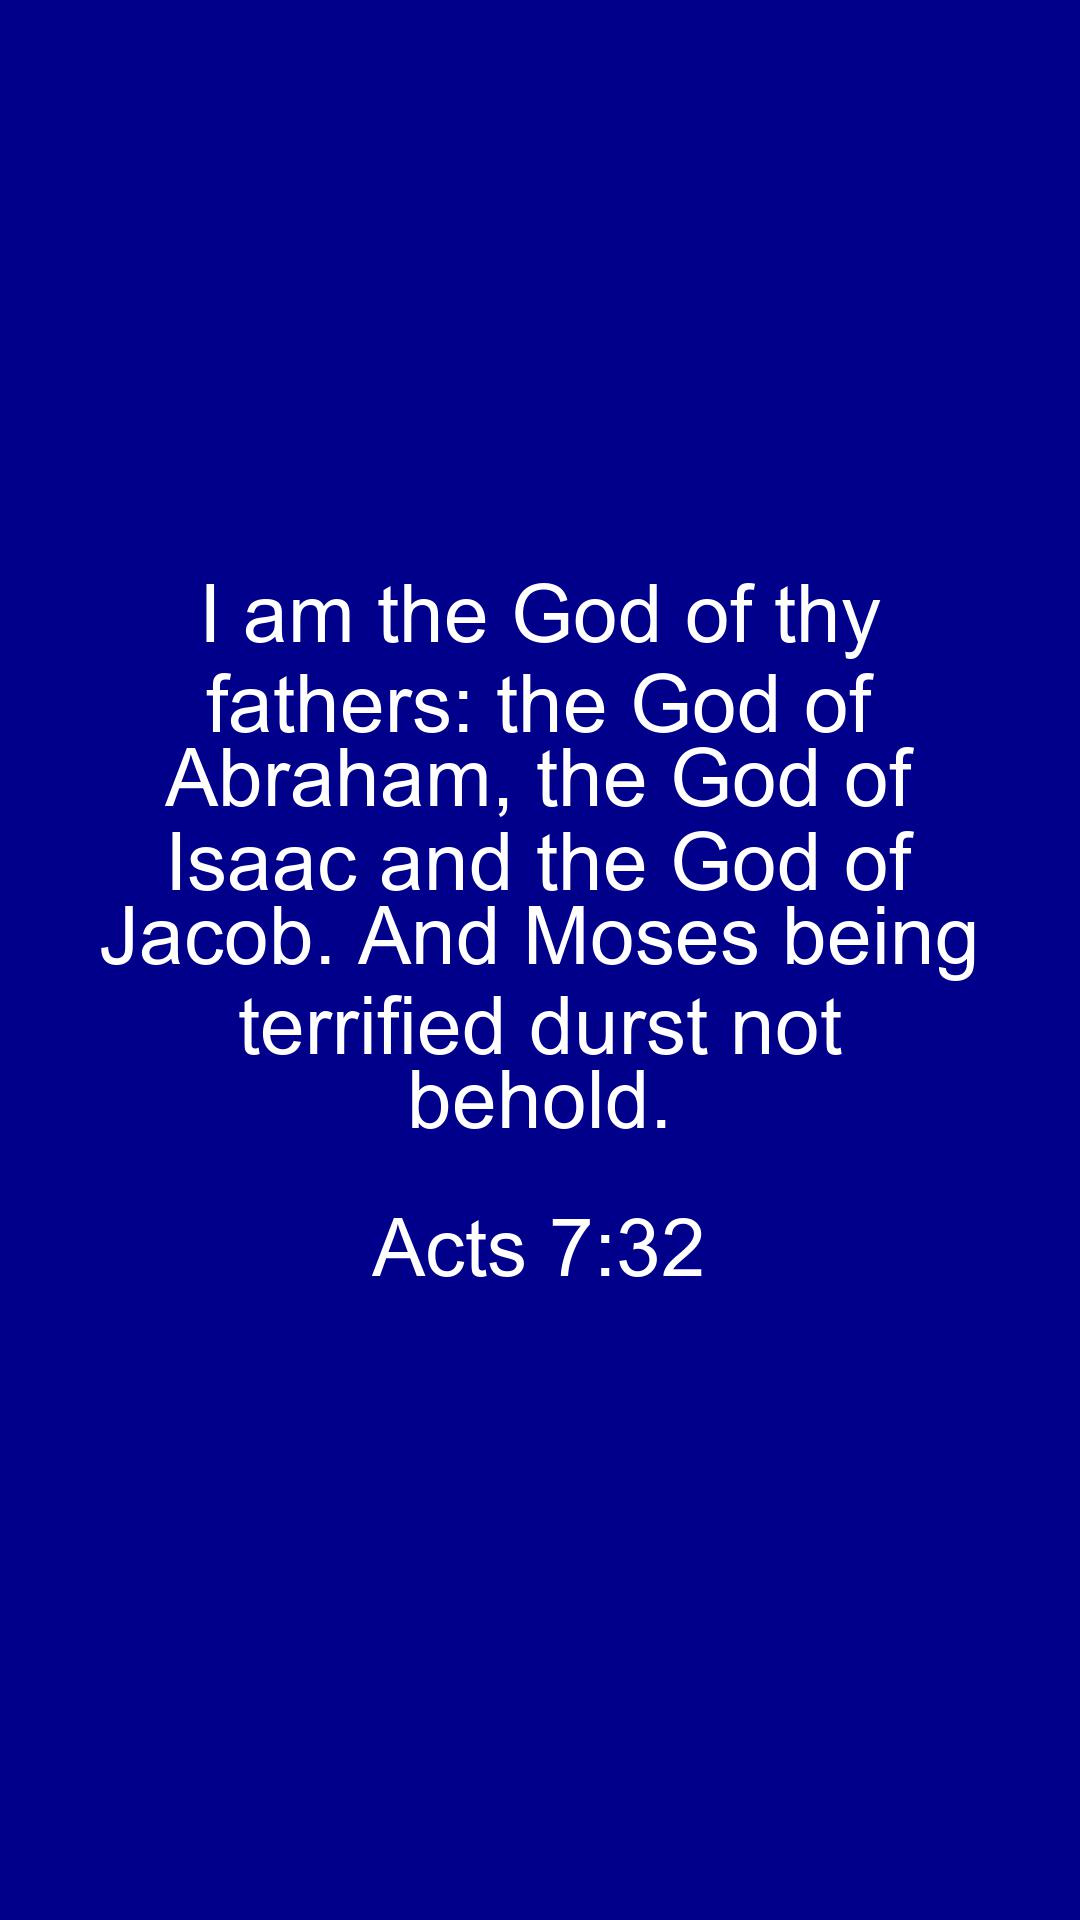 I am the God of thy
fathers: the God of
Abraham, the God of
Isaac and the God of
Jacob. And Moses being
terrified durst not
behold.
Acts 7:32